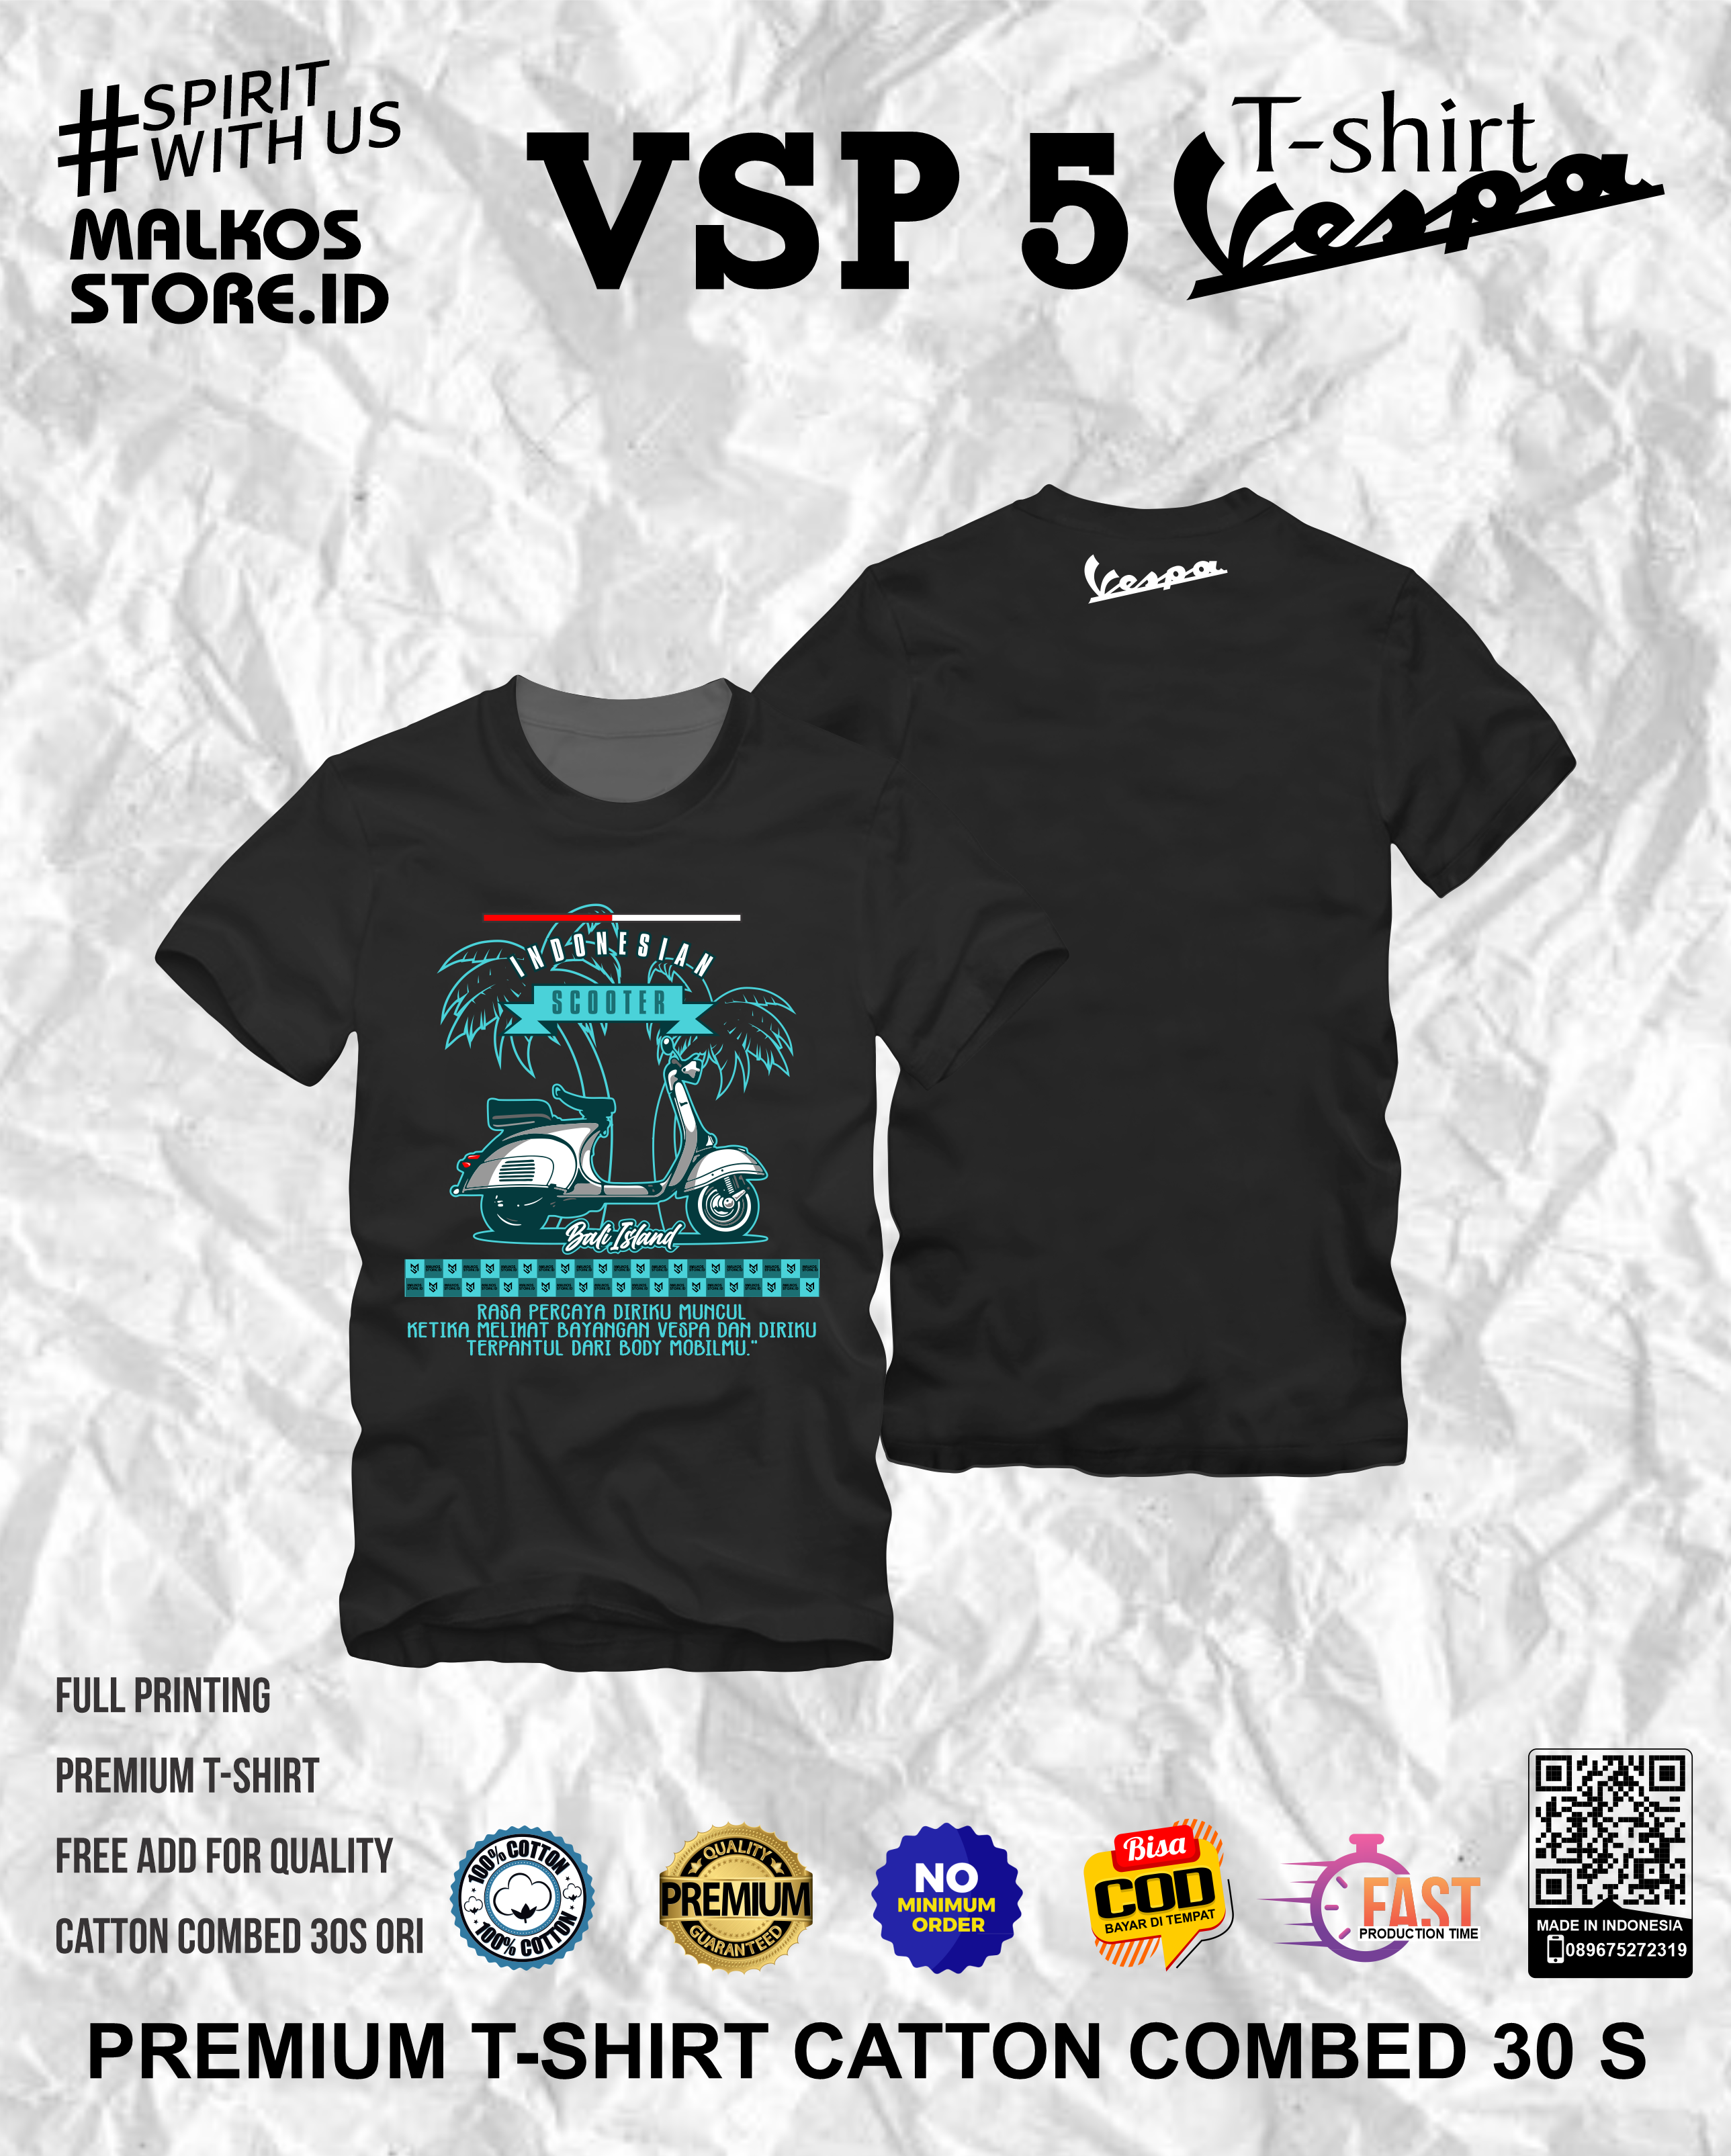 #SPIRIT
WITH US
MALKOS
STORE.ID
VSP 5
T-shirt
Vespa
Vespa
INDONESIAN
SCOOTER
Bali Island
RASA PERCAYA DIRIKU MUNCUL
KETIKA MELIHAT BAYANGAN VESPA DAN DIRIKU
TERPANTUL DARI BODY MOBILMU."
FULL PRINTING
PREMIUM T-SHIRT
FREE ADD FOR QUALITY
CATTON COMBED 30S ORI
100% COTTON
100% COTTON
QUALITY
PREMIUM
GUARANTEED
NO
MINIMUM
ORDER
Bisa
COD
BAYAR DI TEMPAT
FAST
PRODUCTION TIME
MADE IN INDONESIA
089675272319
PREMIUM T-SHIRT CATTON COMBED 30 S